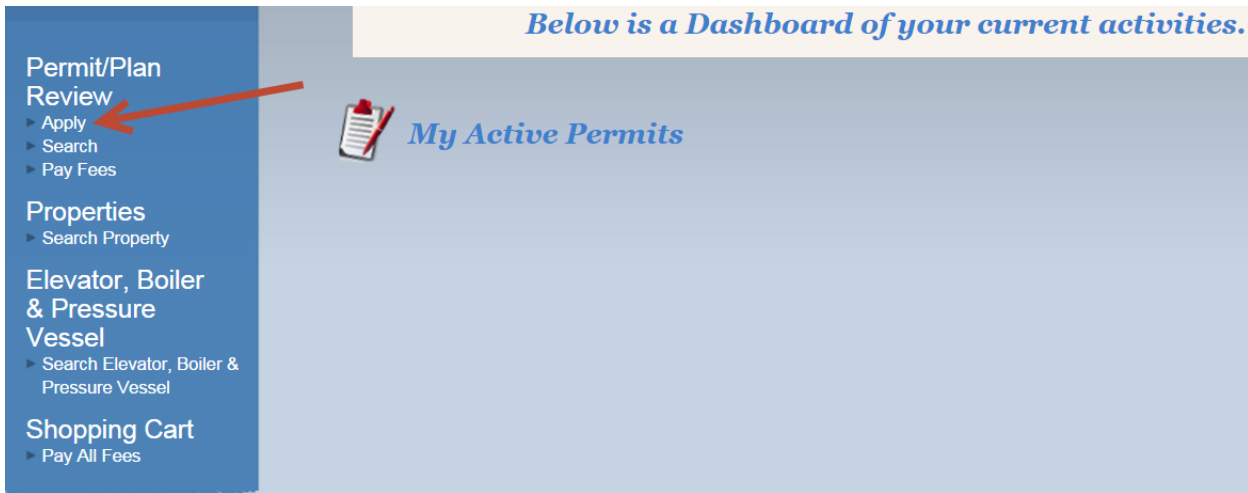 Below is a Dashboard of your current activities.
Permit/Plan
Review
Apply
Search
Pay Fees
Properties
Search Property
Elevator, Boiler
& Pressure
Vessel
Search Elevator, Boiler &
Pressure Vessel
Shopping Cart
Pay All Fees
My Active Permits